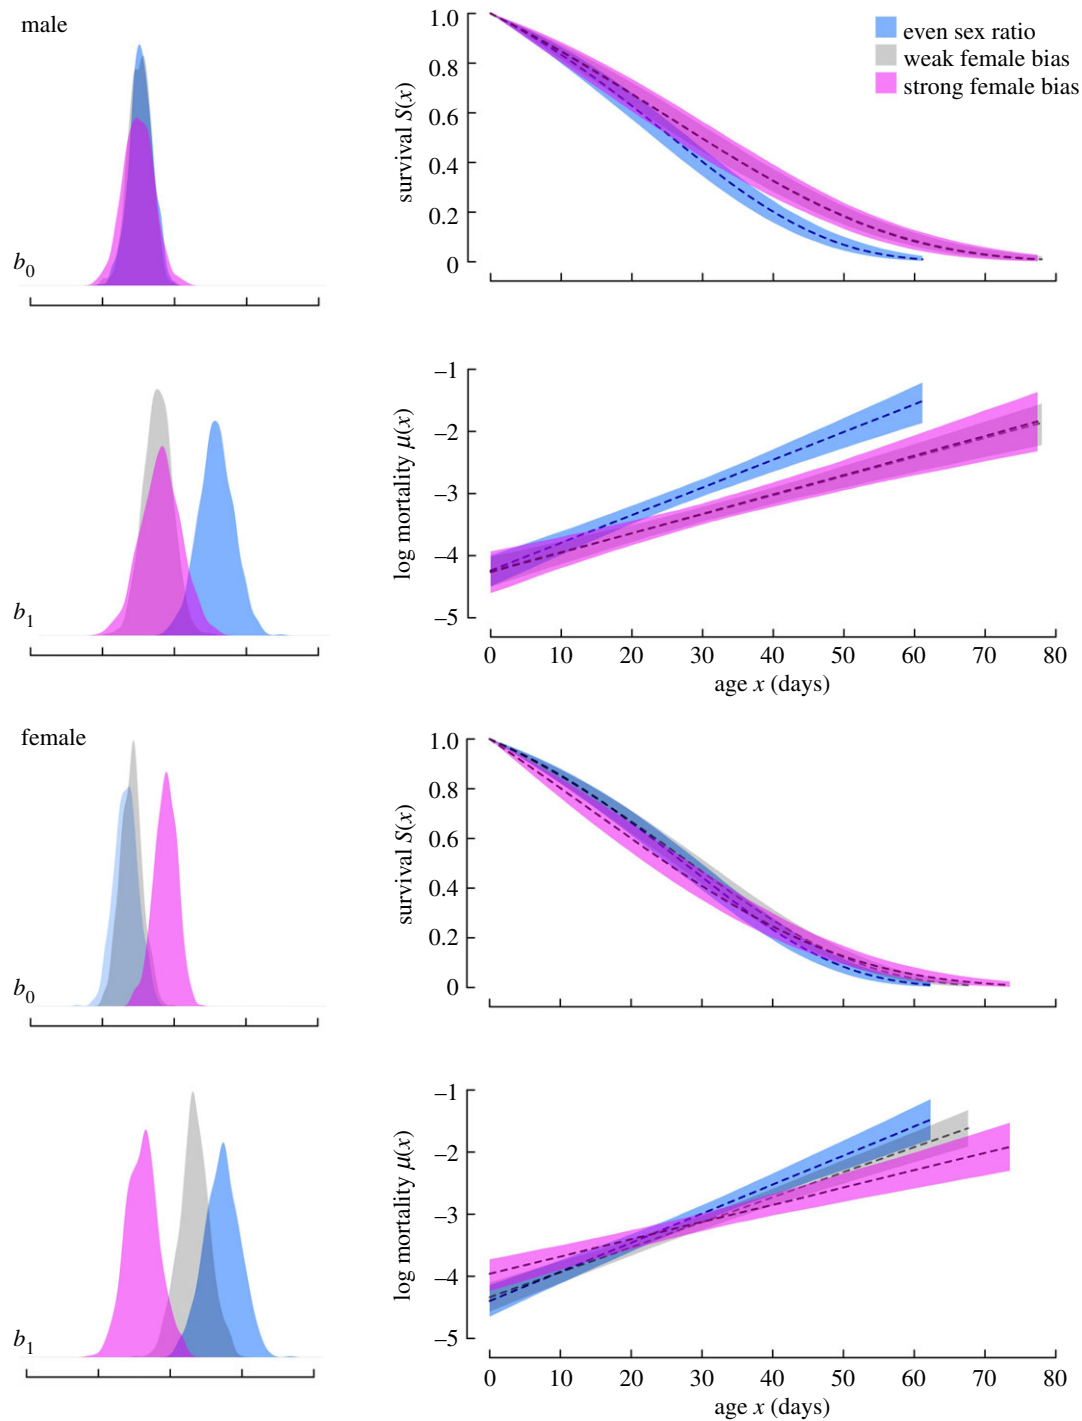 male
even sex ratio
weak female bias
strong female bias
survival S(x)
1.0
0.8
0.6
0.4
0.2
0
b0
log mortality μ(x)
–1
–2
–3
–4
–5
b1
0 10 20 30 40 50 60 70 80
age x (days)
female
survival S(x)
1.0
0.8
0.6
0.4
0.2
0
b0
log mortality μ(x)
–1
–2
–3
–4
–5
b1
0 10 20 30 40 50 60 70 80
age x (days)